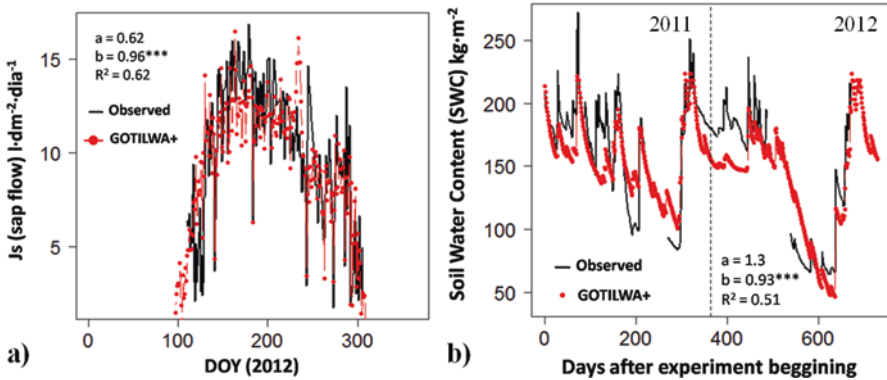 a = 0.62
b = 0.96***
R² = 0.62
Observed
GOTILWA+
Js (sap flow) l·dm⁻²·dia⁻¹
15
10
5
0
100
200
300
DOY (2012)
a)
2011
2012
Soil Water Content (SWC) kg·m⁻²
250
200
150
100
50
Observed
GOTILWA+
a = 1.3
b = 0.93***
R² = 0.51
0
200
400
600
Days after experiment beggining
b)